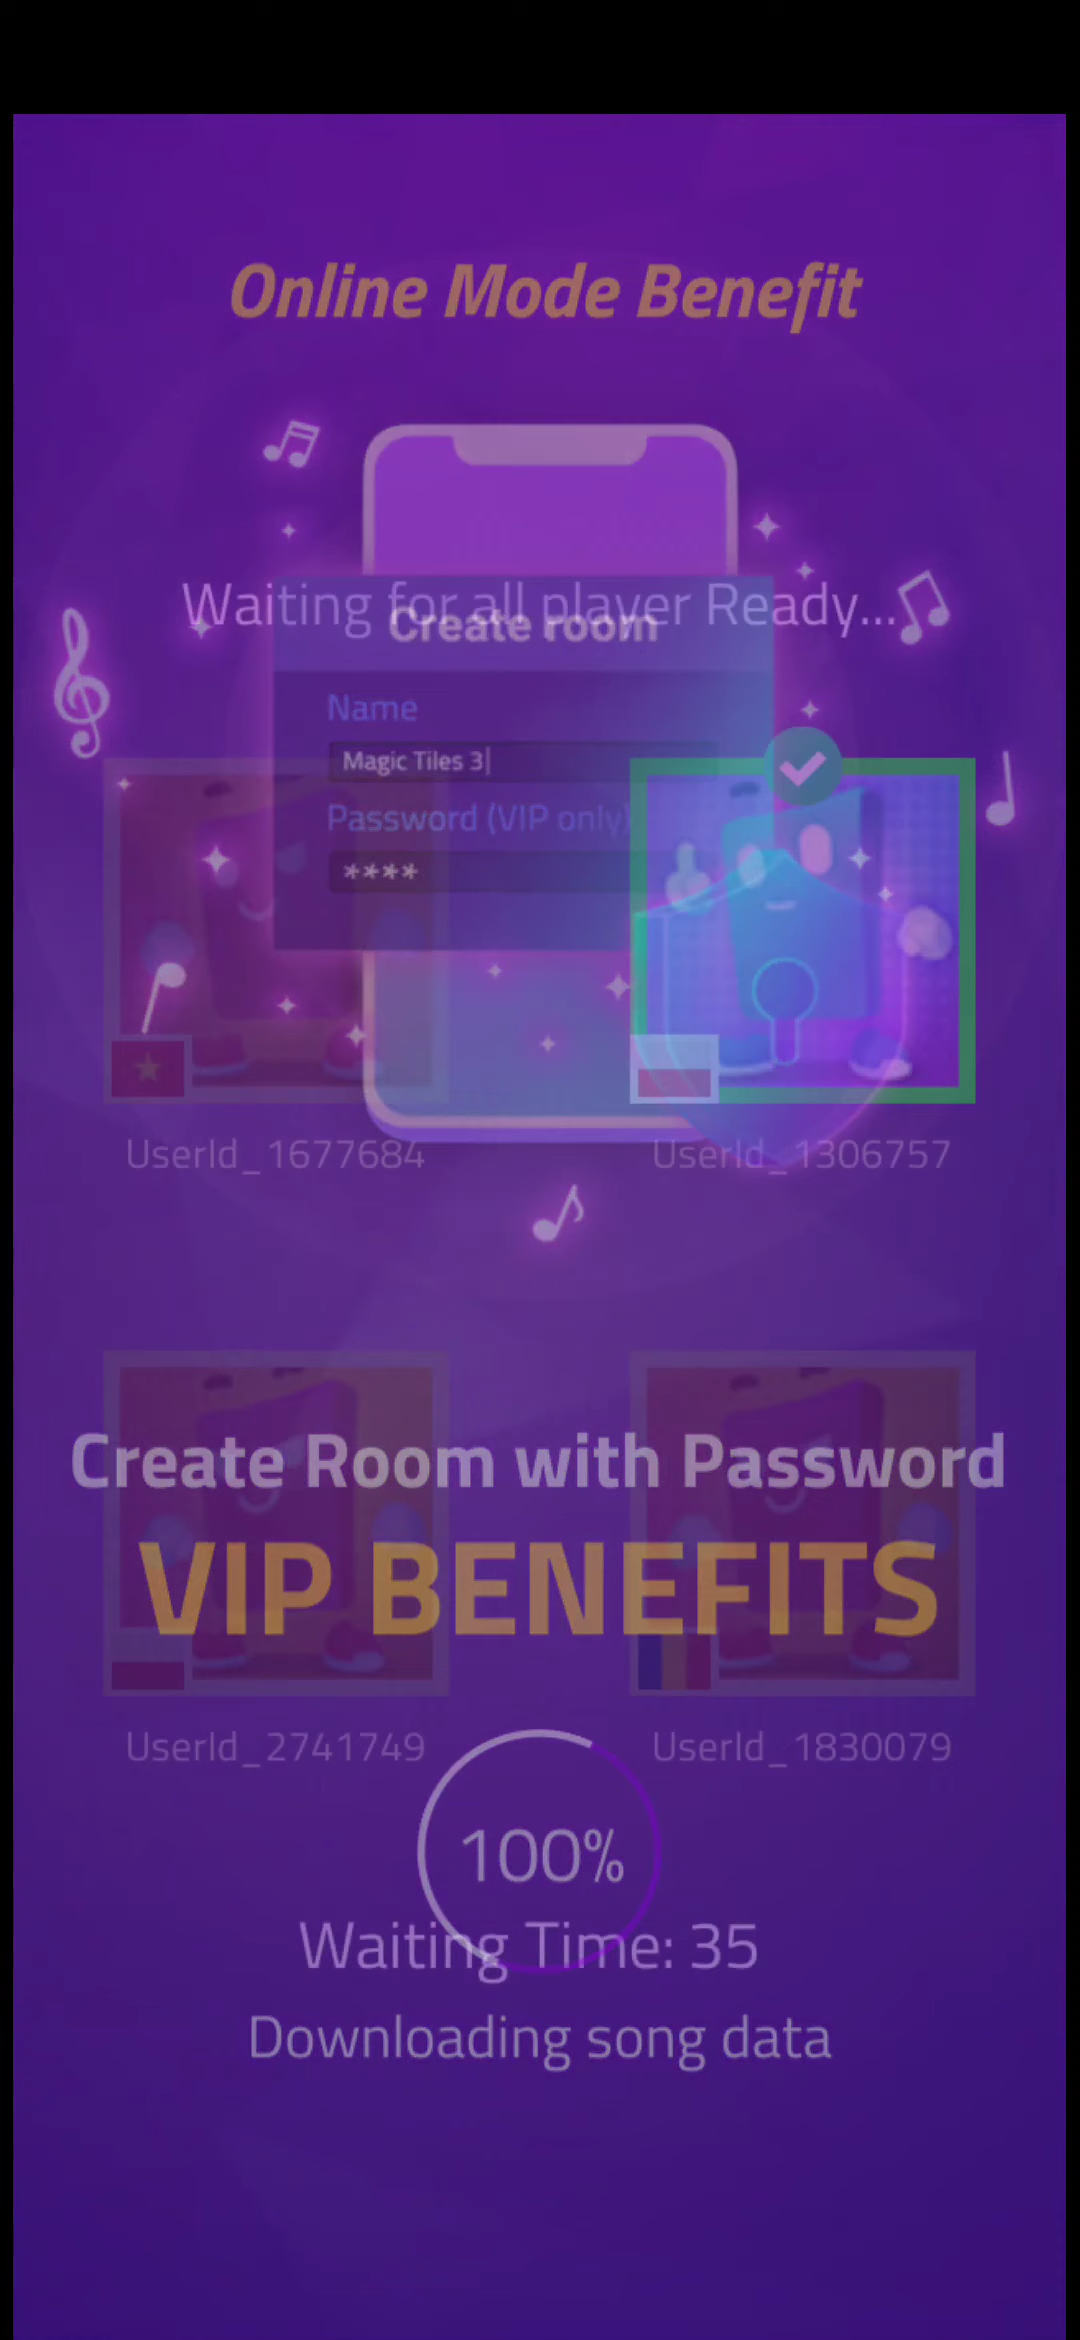 Online Mode Benefit
Waiting for all player Ready...
Create room
Name
Magic Tiles 3
Password (VIP only)
****
UserId_1677684
UserId_1306757
Create Room with Password
VIP BENEFITS
UserId_2741749
UserId_1830079
100%
Waiting Time: 35
Downloading song data